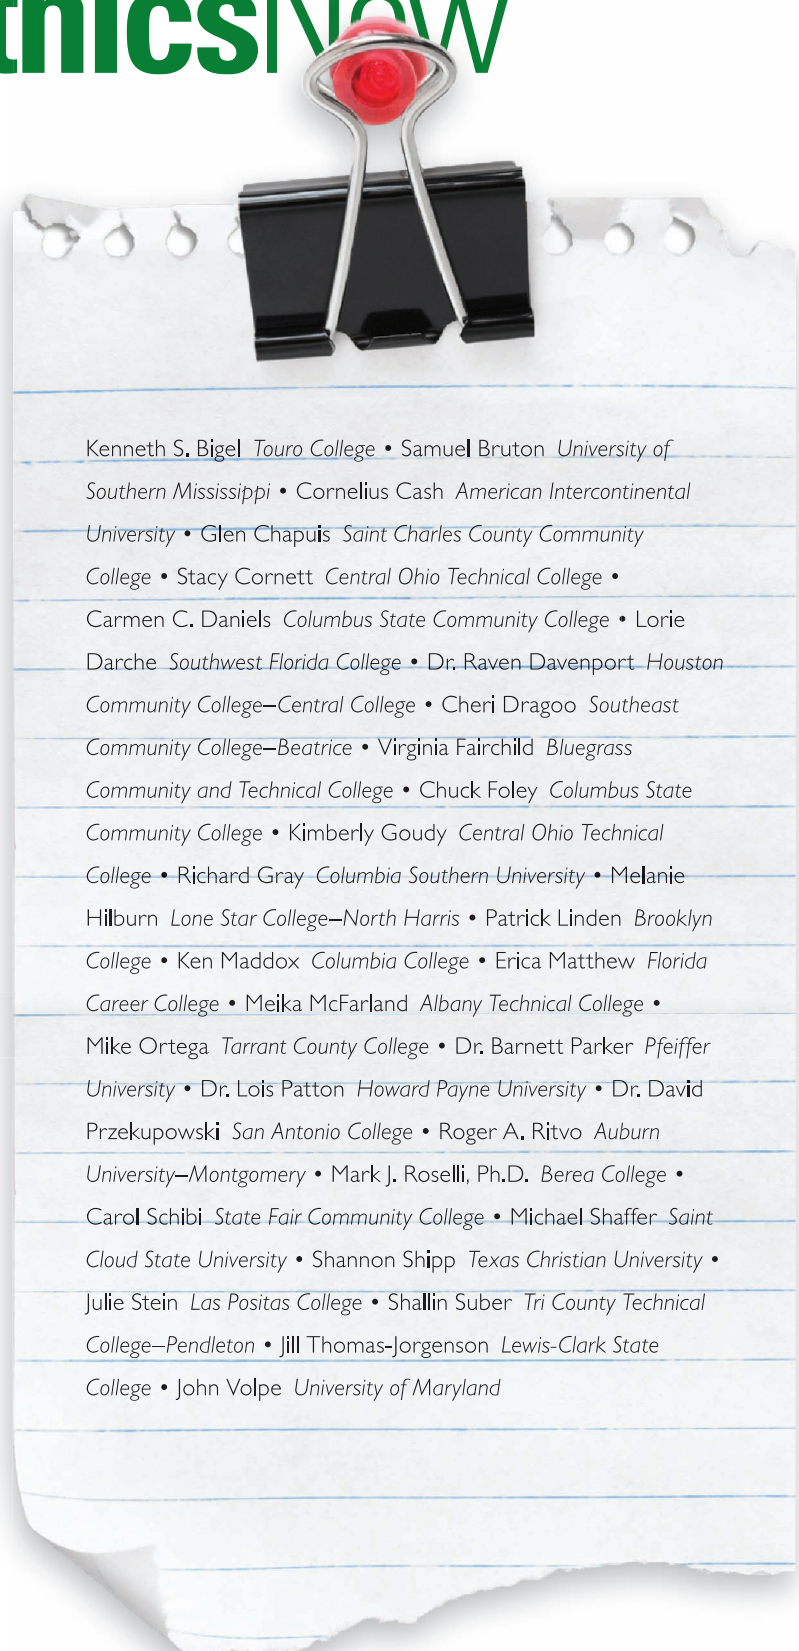 thicsNow
Kenneth S. Bigel Touro College • Samuel Bruton University of
Southern Mississippi • Cornelius Cash American Intercontinental
University • Glen Chapuis Saint Charles County Community
College • Stacy Cornett Central Ohio Technical College •
Carmen C. Daniels Columbus State Community College • Lorie
Darche Southwest Florida College • Dr. Raven Davenport Houston
Community College–Central College • Cheri Dragoo Southeast
Community College–Beatrice • Virginia Fairchild Bluegrass
Community and Technical College • Chuck Foley Columbus State
Community College • Kimberly Goudy Central Ohio Technical
College • Richard Gray Columbia Southern University • Melanie
Hilburn Lone Star College–North Harris • Patrick Linden Brooklyn
College • Ken Maddox Columbia College • Erica Matthew Florida
Career College • Meika McFarland Albany Technical College •
Mike Ortega Tarrant County College • Dr. Barnett Parker Pfeiffer
University • Dr. Lois Patton Howard Payne University • Dr. David
Przekupowski San Antonio College • Roger A. Ritvo Auburn
University–Montgomery • Mark J. Roselli, Ph.D. Berea College •
Carol Schibi State Fair Community College • Michael Shaffer Saint
Cloud State University • Shannon Shipp Texas Christian University •
Julie Stein Las Positas College • Shallin Suber Tri County Technical
College–Pendleton • Jill Thomas-Jorgenson Lewis-Clark State
College • John Volpe University of Maryland